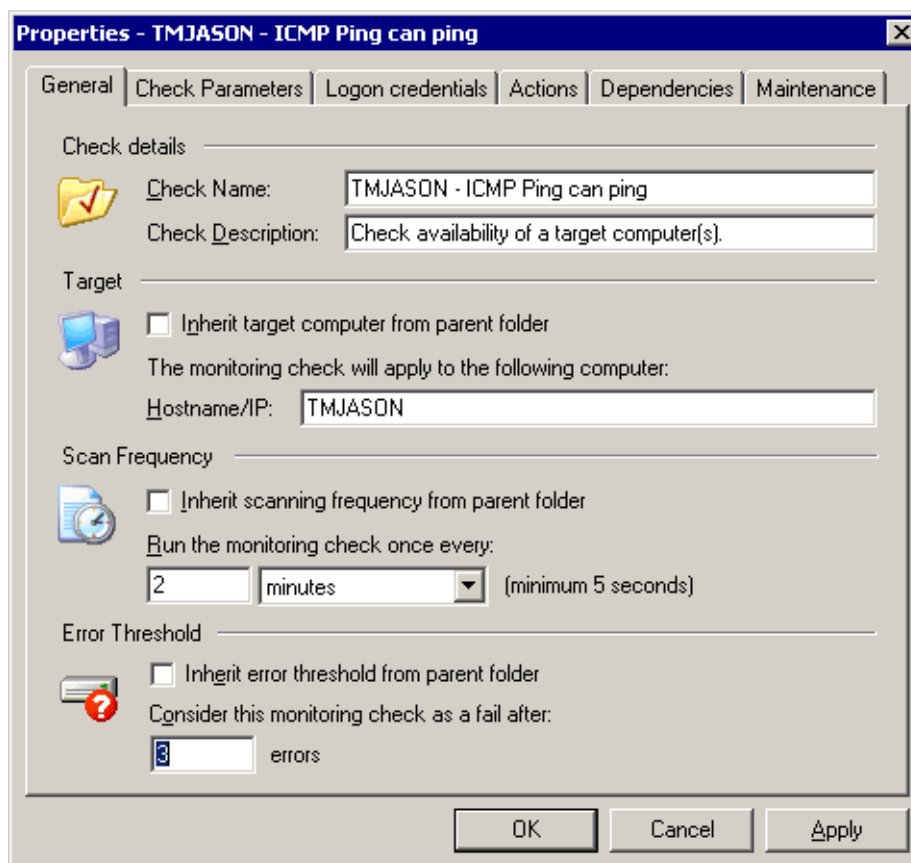 Properties - TMJASON - ICMP Ping can ping
General Check Parameters Logon credentials Actions Dependencies Maintenance
Check details
Check Name: TMJASON - ICMP Ping can ping
Check Description: Check availability of a target computer(s).
Target
Inherit target computer from parent folder
The monitoring check will apply to the following computer:
Hostname/IP: TMJASON
Scan Frequency
Inherit scanning frequency from parent folder
Run the monitoring check once every:
2 minutes (minimum 5 seconds)
Error Threshold
Inherit error threshold from parent folder
Consider this monitoring check as a fail after:
3 errors
OK Cancel Apply